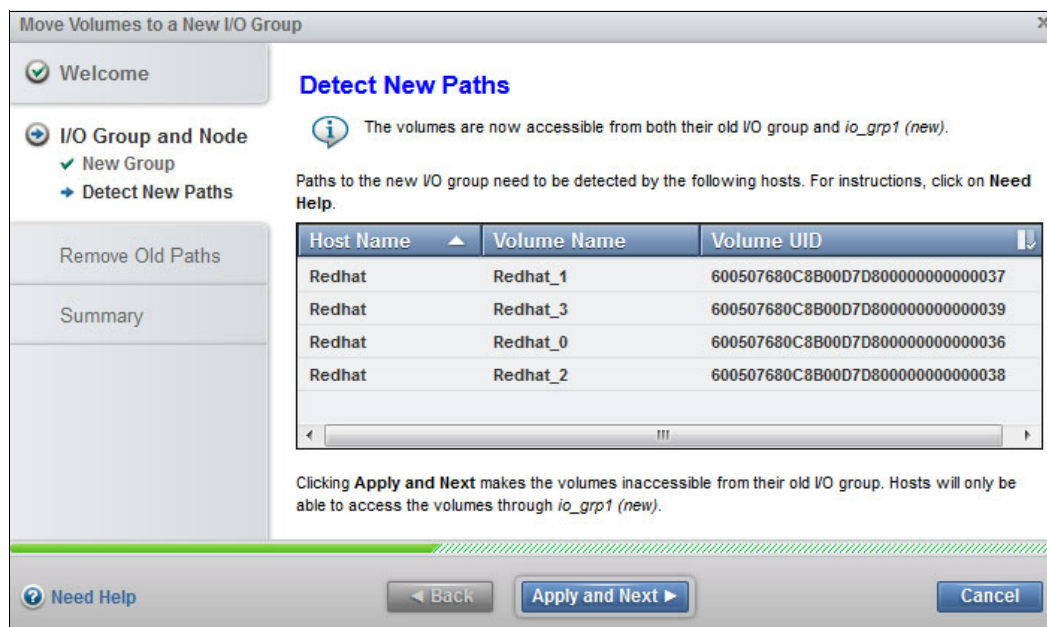 Move Volumes to a New I/O Group
Welcome
I/O Group and Node
New Group
Detect New Paths
Remove Old Paths
Summary
Detect New Paths
The volumes are now accessible from both their old I/O group and io_grp1 (new).
Paths to the new I/O group need to be detected by the following hosts. For instructions, click on Need
Help.
Host Name Volume Name Volume UID
Redhat Redhat_1 600507680C8B00D7D800000000000037
Redhat Redhat_3 600507680C8B00D7D800000000000039
Redhat Redhat_0 600507680C8B00D7D800000000000036
Redhat Redhat_2 600507680C8B00D7D800000000000038
Clicking Apply and Next makes the volumes inaccessible from their old I/O group. Hosts will only be
able to access the volumes through io_grp1 (new).
Need Help
Back
Apply and Next
Cancel